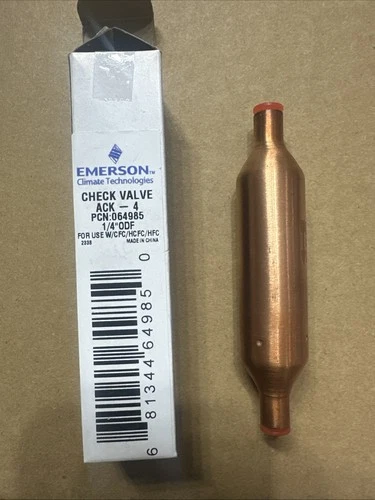 EMERSON™
Climate Technologies
CHECK VALVE
ACK - 4
PCN:064985
1/4"ODF
FOR USE W/CFC/HCFC/HFC
2338 MADE IN CHINA
6 81344 64985 0